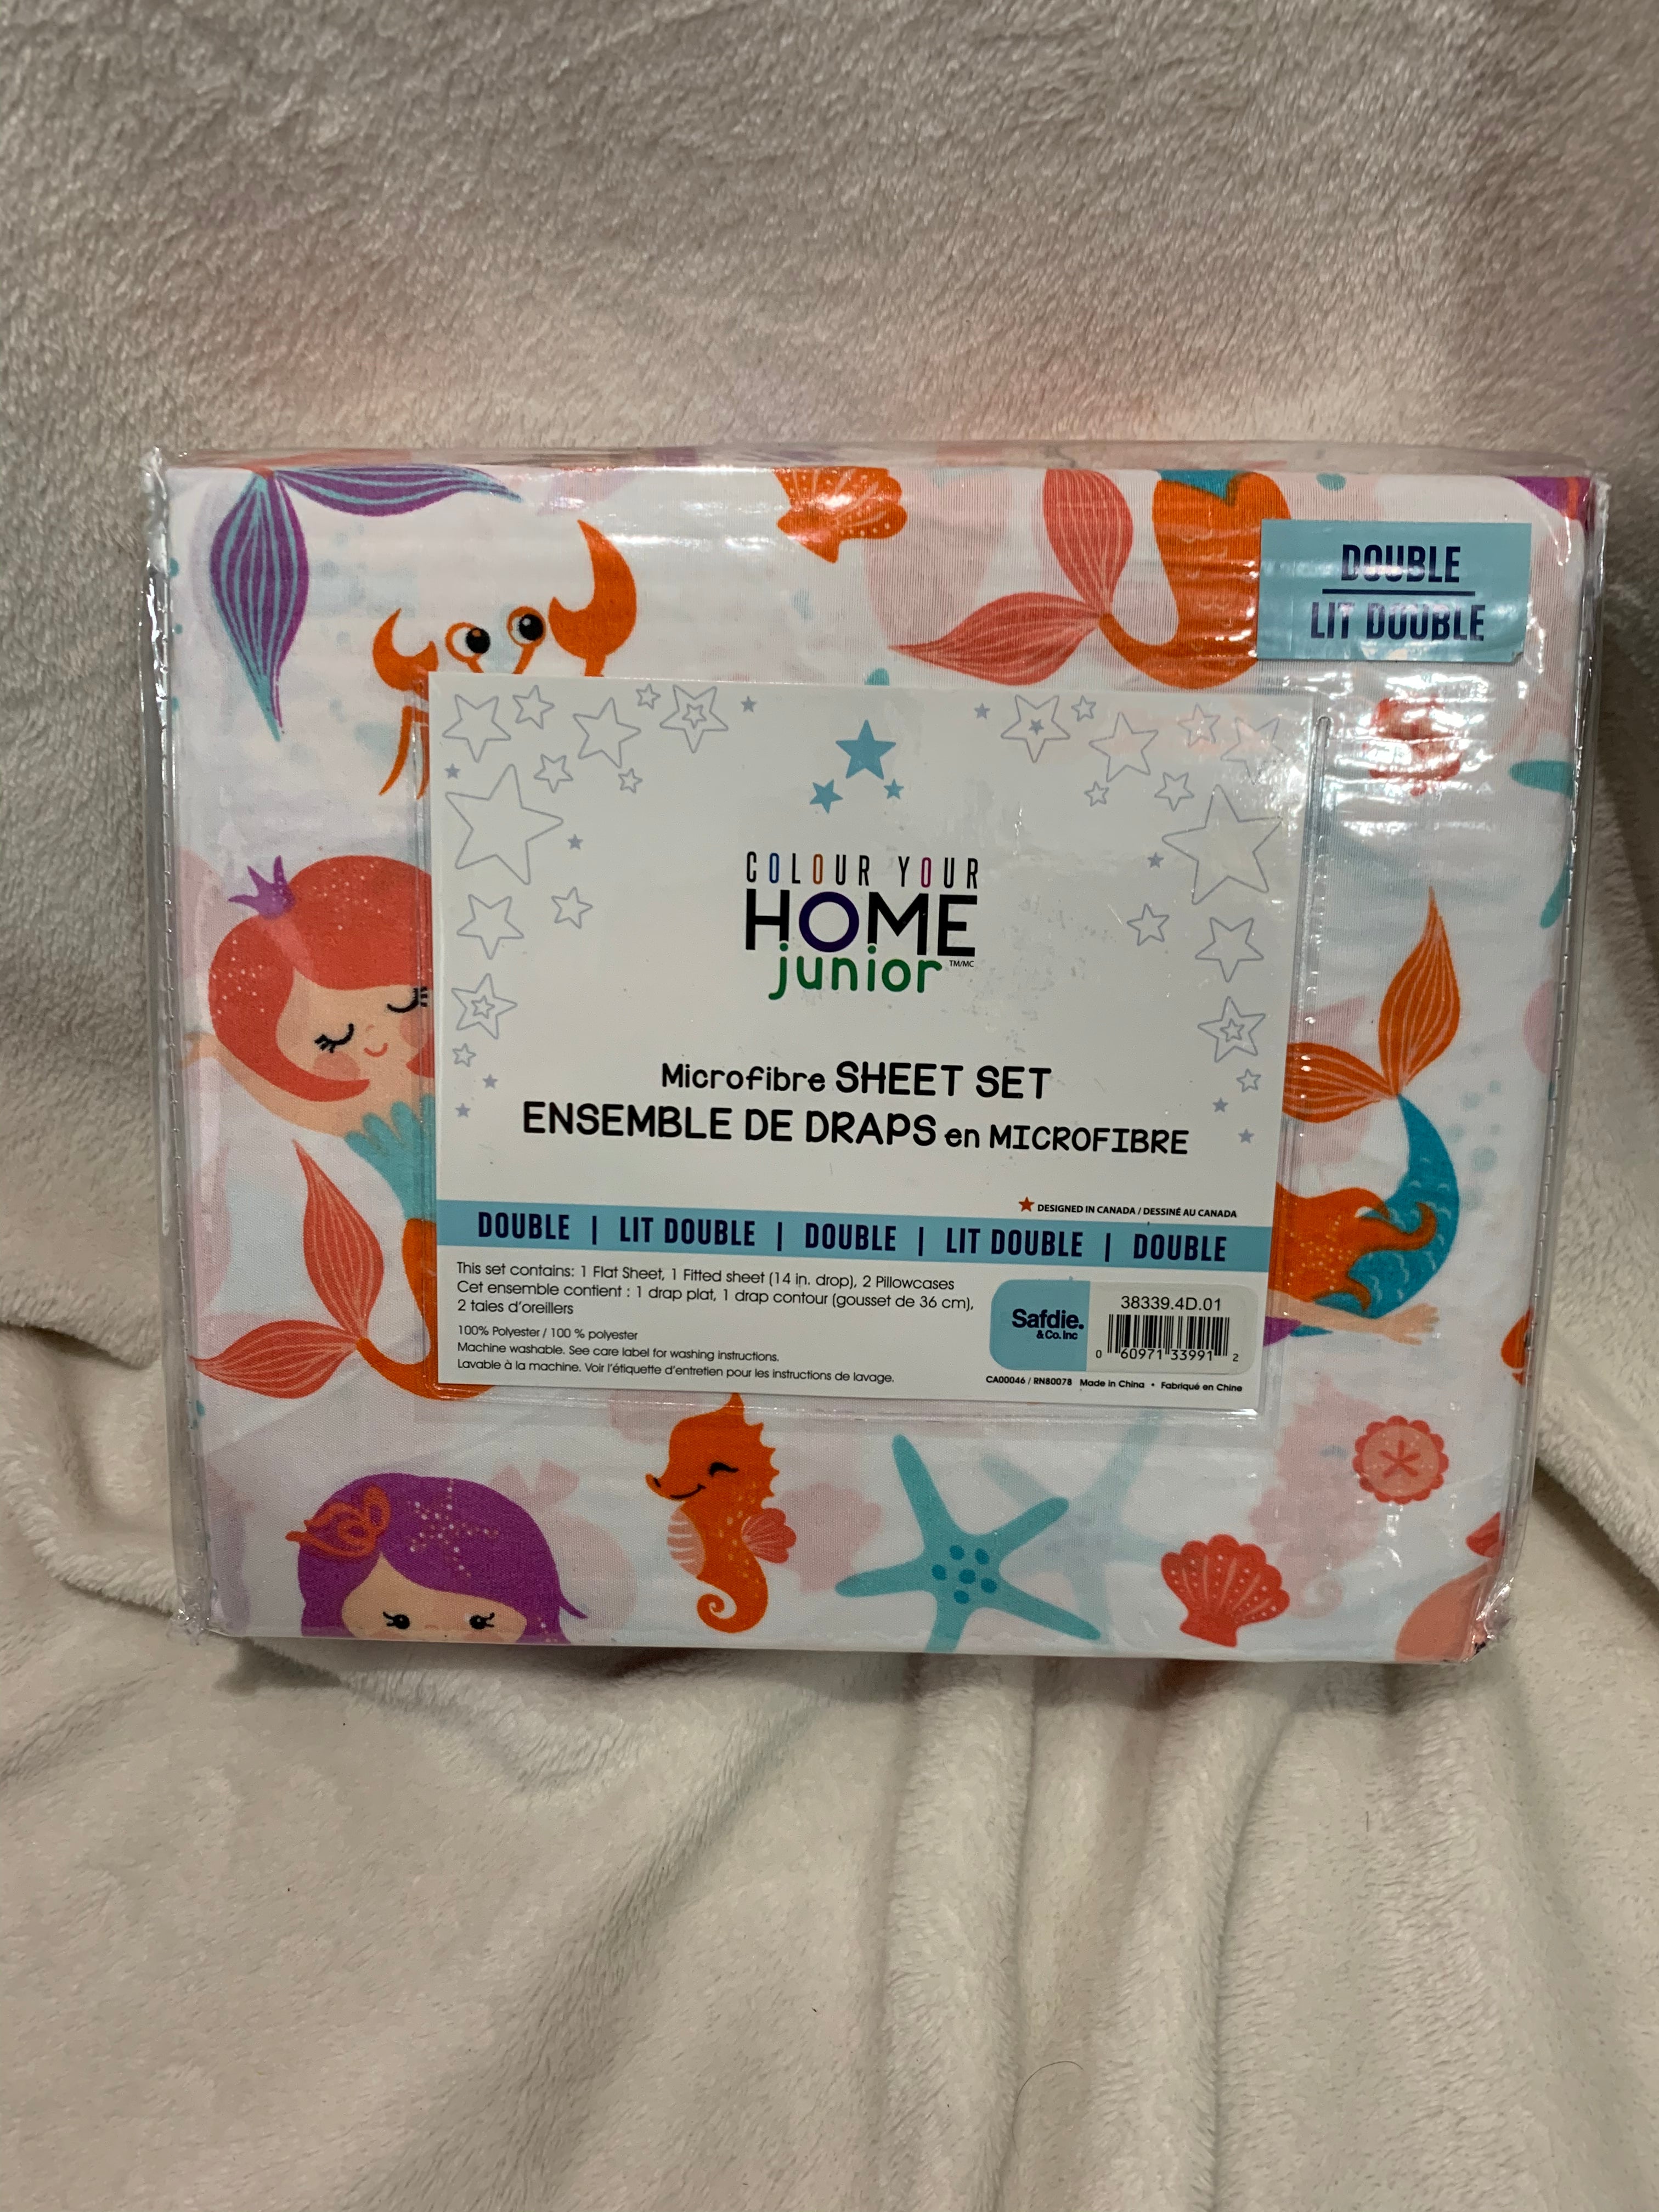 DOUBLE
LIT DOUBLE
COLOUR YOUR
HOME
junior TM/MC
Microfibre SHEET SET
ENSEMBLE DE DRAPS en MICROFIBRE
DESIGNED IN CANADA / DESSINÉ AU CANADA
DOUBLE | LIT DOUBLE | DOUBLE | LIT DOUBLE | DOUBLE
This set contains: 1 Flat Sheet, 1 Fitted sheet (14 in. drop), 2 Pillowcases
Cet ensemble contient : 1 drap plat, 1 drap contour (gousset de 36 cm),
2 taies d'oreillers
100% Polyester / 100 % polyester
Machine washable. See care label for washing instructions.
Lavable à la machine. Voir l'étiquette d'entretien pour les instructions de lavage.
Safdie.
& Co. Inc
38339.4D.01
0 60971 33991 2
CA00046 / RN80078 Made in China • Fabriqué en Chine